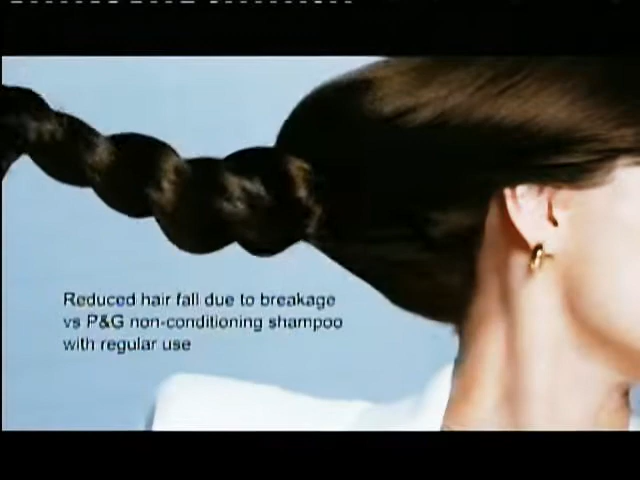 Reduced hair fall due to breakage
vs P&G non-conditioning shampoo
with regular use